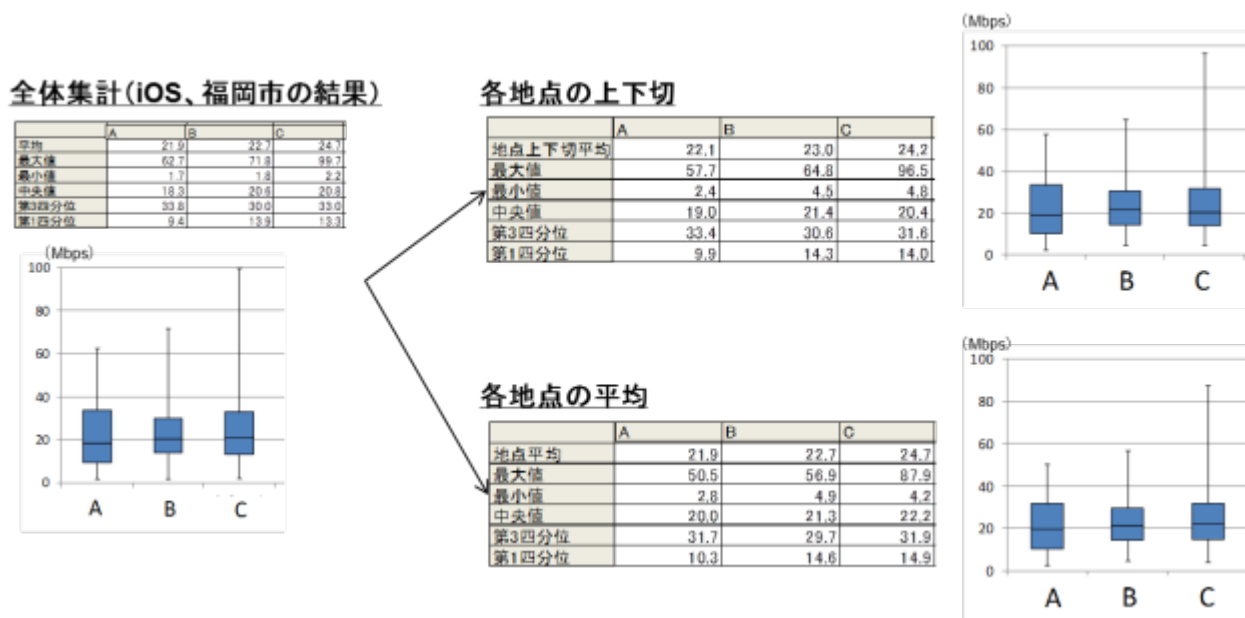 全体集計(iOS、福岡市の結果)
A B C
平均 21.9 22.7 24.7
最大値 62.7 71.8 99.7
最小値 1.7 1.8 2.2
中央値 18.3 20.6 20.8
第3四分位 33.8 30.0 33.0
第1四分位 9.4 13.9 13.3
(Mbps)
100
80
60
40
20
0
A B C
各地点の上下切
A B C
地点上下切平均 22.1 23.0 24.2
最大値 57.7 64.8 96.5
最小値 2.4 4.5 4.8
中央値 19.0 21.4 20.4
第3四分位 33.4 30.6 31.6
第1四分位 9.9 14.3 14.0
(Mbps)
100
80
60
40
20
0
A B C
各地点の平均
A B C
地点平均 21.9 22.7 24.7
最大値 50.5 56.9 87.9
最小値 2.8 4.9 4.2
中央値 20.0 21.3 22.2
第3四分位 31.7 29.7 31.9
第1四分位 10.3 14.6 14.9
(Mbps)
100
80
60
40
20
0
A B C